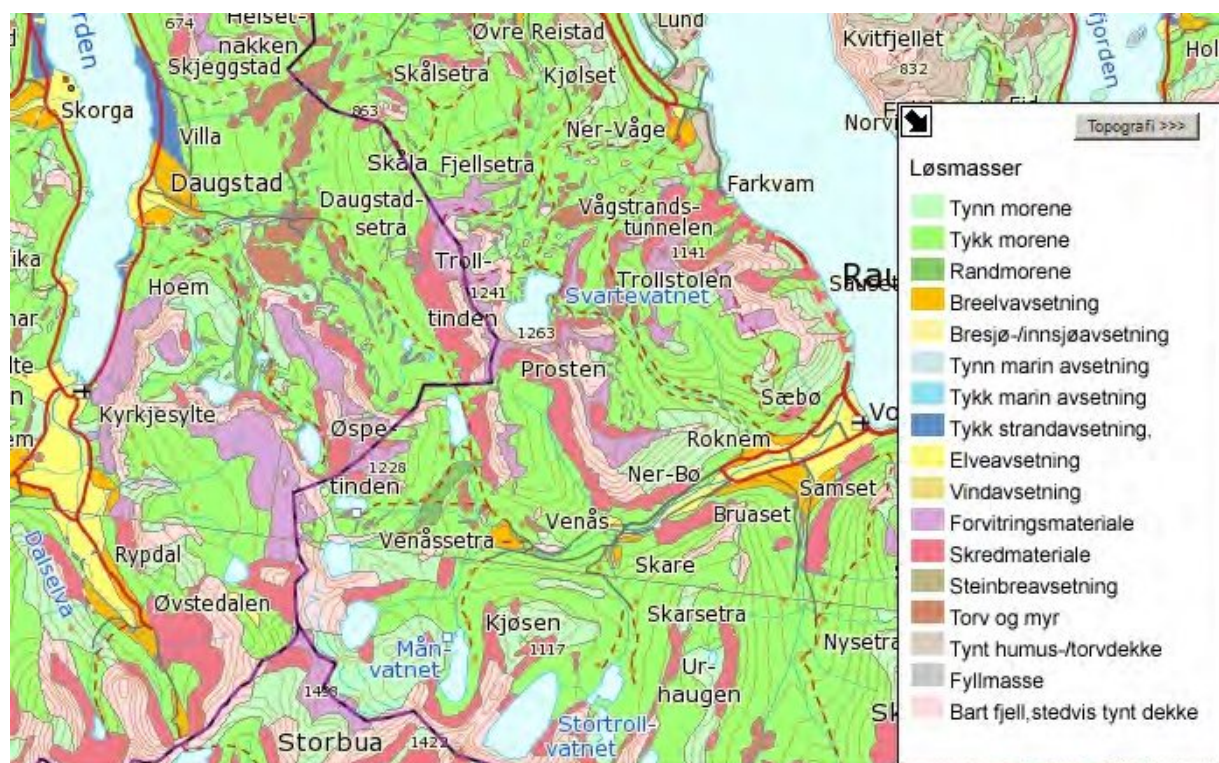 674
nakken
Skjeggstad
Øvre Reistad
Lund
Kvitfjellet
832
Skorga
Villa
863
Skålsetra
Kjølset
Ner-Våge
Daugstad
Skåla
Fjellsetra
Farkvam
Daugstad-
setra
Vågstrands-
tunnelen
1141
Troll-
tinden
1241
Trollstolen
Hoem
Svartevatnet
1263
Prosten
Kyrkjesylte
Øspe-
tinden
1228
Sæbø
Roknem
Ner-Bø
Samset
Venås
Bruaset
Venåssetra
Skare
Rypdal
Dalselva
Øvstedalen
Kjøsen
1117
Skarsetra
Nysetra
Mån-
vatnet
Ur-
haugen
Storbua
1422
Stortroll-
vatnet
Topografi >>>
Løsmasser
Tynn morene
Tykk morene
Randmorene
Breelvavsetning
Bresjø-/innsjøavsetning
Tynn marin avsetning
Tykk marin avsetning
Tykk strandavsetning,
Elveavsetning
Vindavsetning
Forvitringsmateriale
Skredmateriale
Steinbreavsetning
Torv og myr
Tynt humus-/torvdekke
Fyllmasse
Bart fjell,stedvis tynt dekke